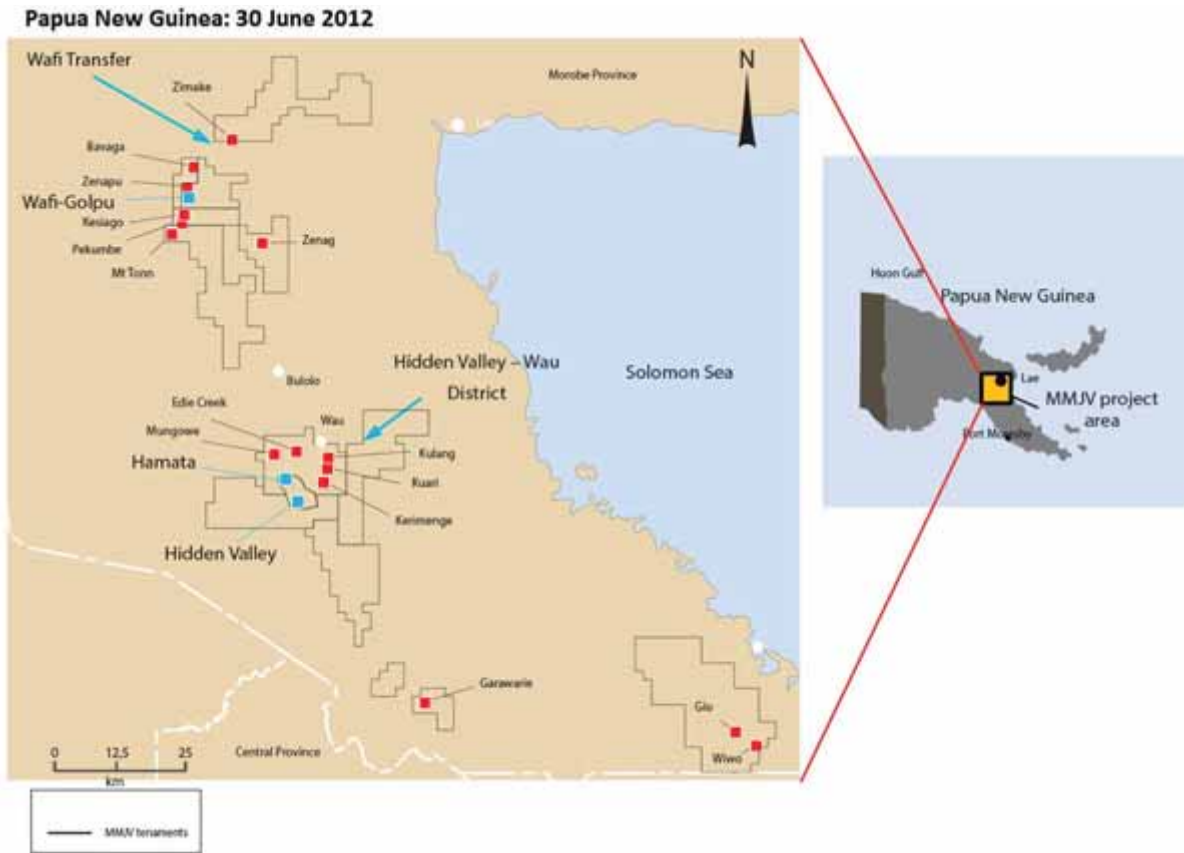 Papua New Guinea: 30 June 2012
Wafi Transfer
Zimake
Morobe Province
N
Bavaga
Zenapu
Wafi-Golpu
Kesiago
Pekumbe
Mt Tonn
Zenag
Huon Gulf
Papua New Guinea
Lae
MMJV project
area
Port Moresby
Solomon Sea
Hidden Valley – Wau
District
Bulolo
Edie Creek
Wau
Mungowe
Hamata
Kulang
Kuari
Kerimenge
Hidden Valley
Garawarie
Giu
Wiwo
Central Province
0 12,5 25
km
MMJV tenaments